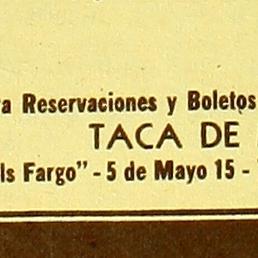 a Reservaciones y Boletos
TACA DE
ls Fargo" - 5 de Mayo 15 -